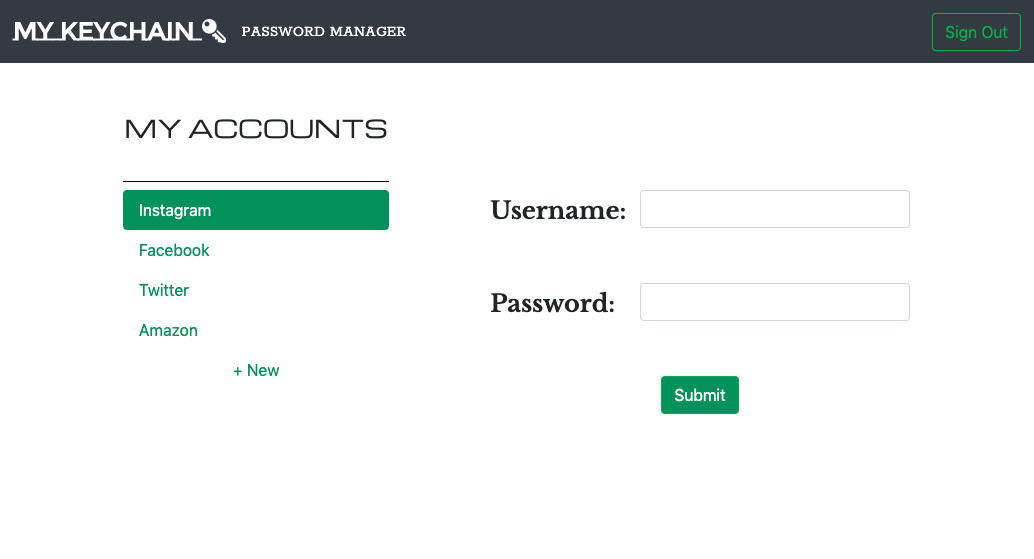 MY KEYCHAIN PASSWORD MANAGER Sign Out
MY ACCOUNTS
Instagram
Facebook
Twitter
Amazon
+ New
Username:
Password:
Submit